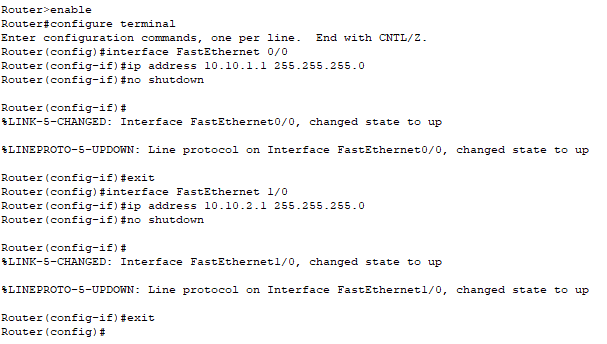 Router>enable
Router#configure terminal
Enter configuration commands, one per line.  End with CNTL/Z.
Router(config)#interface FastEthernet 0/0
Router(config-if)#ip address 10.10.1.1 255.255.255.0
Router(config-if)#no shutdown
Router(config-if)#
%LINK-5-CHANGED: Interface FastEthernet0/0, changed state to up
%LINEPROTO-5-UPDOWN: Line protocol on Interface FastEthernet0/0, changed state to up
Router(config-if)#exit
Router(config)#interface FastEthernet 1/0
Router(config-if)#ip address 10.10.2.1 255.255.255.0
Router(config-if)#no shutdown
Router(config-if)#
%LINK-5-CHANGED: Interface FastEthernet1/0, changed state to up
%LINEPROTO-5-UPDOWN: Line protocol on Interface FastEthernet1/0, changed state to up
Router(config-if)#exit
Router(config)#